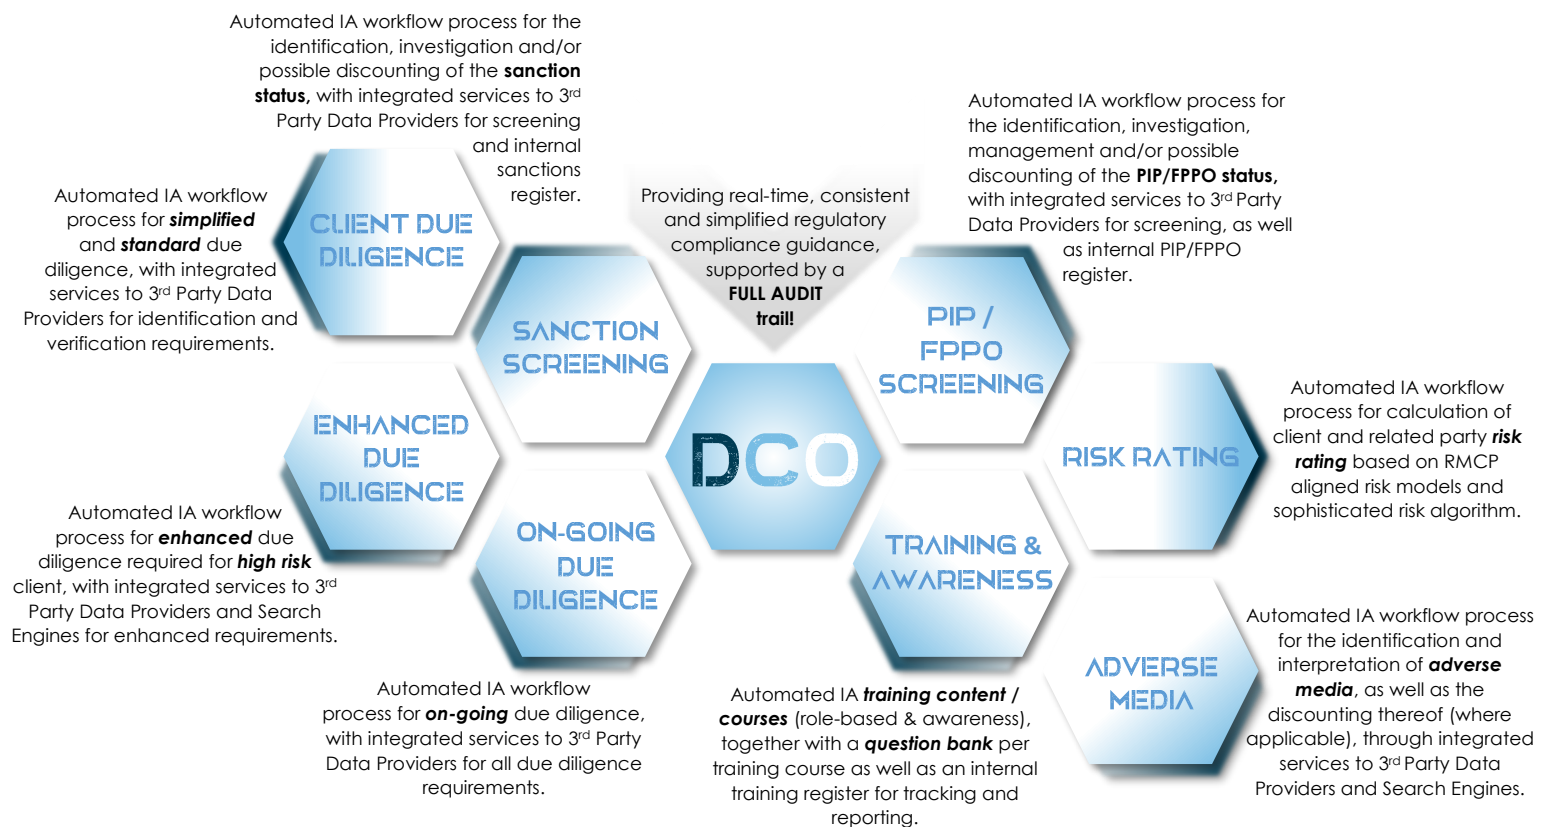 Automated IA workflow process for the
identification, investigation and/or
possible discounting of the sanction
status, with integrated services to 3rd
Party Data Providers for screening
and internal
sanctions
register.
Automated IA workflow
process for simplified
and standard due
diligence, with integrated
services to 3rd Party Data
Providers for identification and
verification requirements.
CLIENT DUE
DILIGENCE
SANCTION
SCREENING
Providing real-time, consistent
and simplified regulatory
compliance guidance,
supported by a
FULL AUDIT
trail!
Automated IA workflow process for
the identification, investigation,
management and/or possible
discounting of the PIP/FPPO status,
with integrated services to 3rd Party
Data Providers for screening, as well
as internal PIP/FPPO
register.
PIP /
FPPO
SCREENING
ENHANCED
DUE
DILIGENCE
DCO
RISK RATING
Automated IA workflow
process for calculation of
client and related party risk
rating based on RMCP
aligned risk models and
sophisticated risk algorithm.
Automated IA workflow
process for enhanced due
diligence required for high risk
client, with integrated services to 3rd
Party Data Providers and Search
Engines for enhanced requirements.
ON-GOING
DUE
DILIGENCE
TRAINING &
AWARENESS
ADVERSE
MEDIA
Automated IA workflow process
for the identification and
interpretation of adverse
media, as well as the
discounting thereof (where
applicable), through integrated
services to 3rd Party Data
Providers and Search Engines.
Automated IA workflow
process for on-going due diligence,
with integrated services to 3rd Party
Data Providers for all due diligence
requirements.
Automated IA training content /
courses (role-based & awareness),
together with a question bank per
training course as well as an internal
training register for tracking and
reporting.